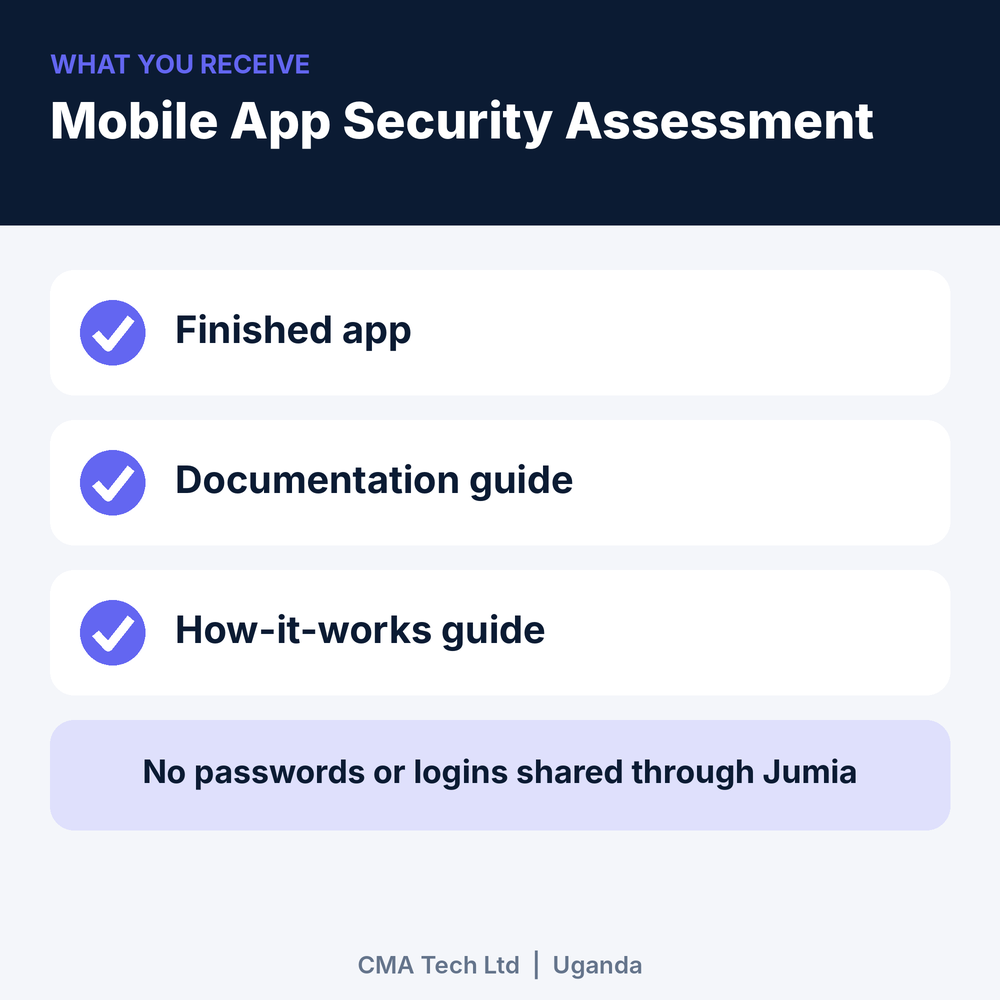 WHAT YOU RECEIVE
Mobile App Security Assessment
Finished app
Documentation guide
How-it-works guide
No passwords or logins shared through Jumia
CMA Tech Ltd | Uganda